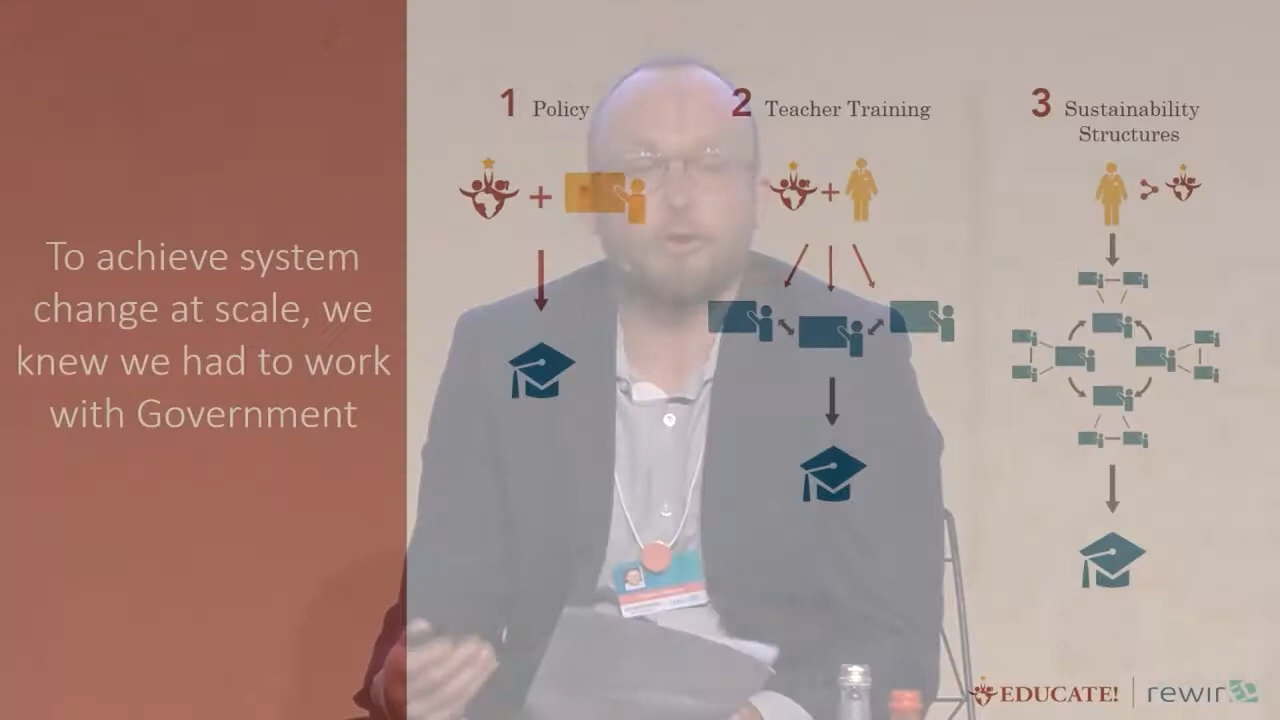 To achieve system
change at scale, we
knew we had to work
with Government
1 Policy
2 Teacher Training
3 Sustainability
Structures
EDUCATE!
rewirEd